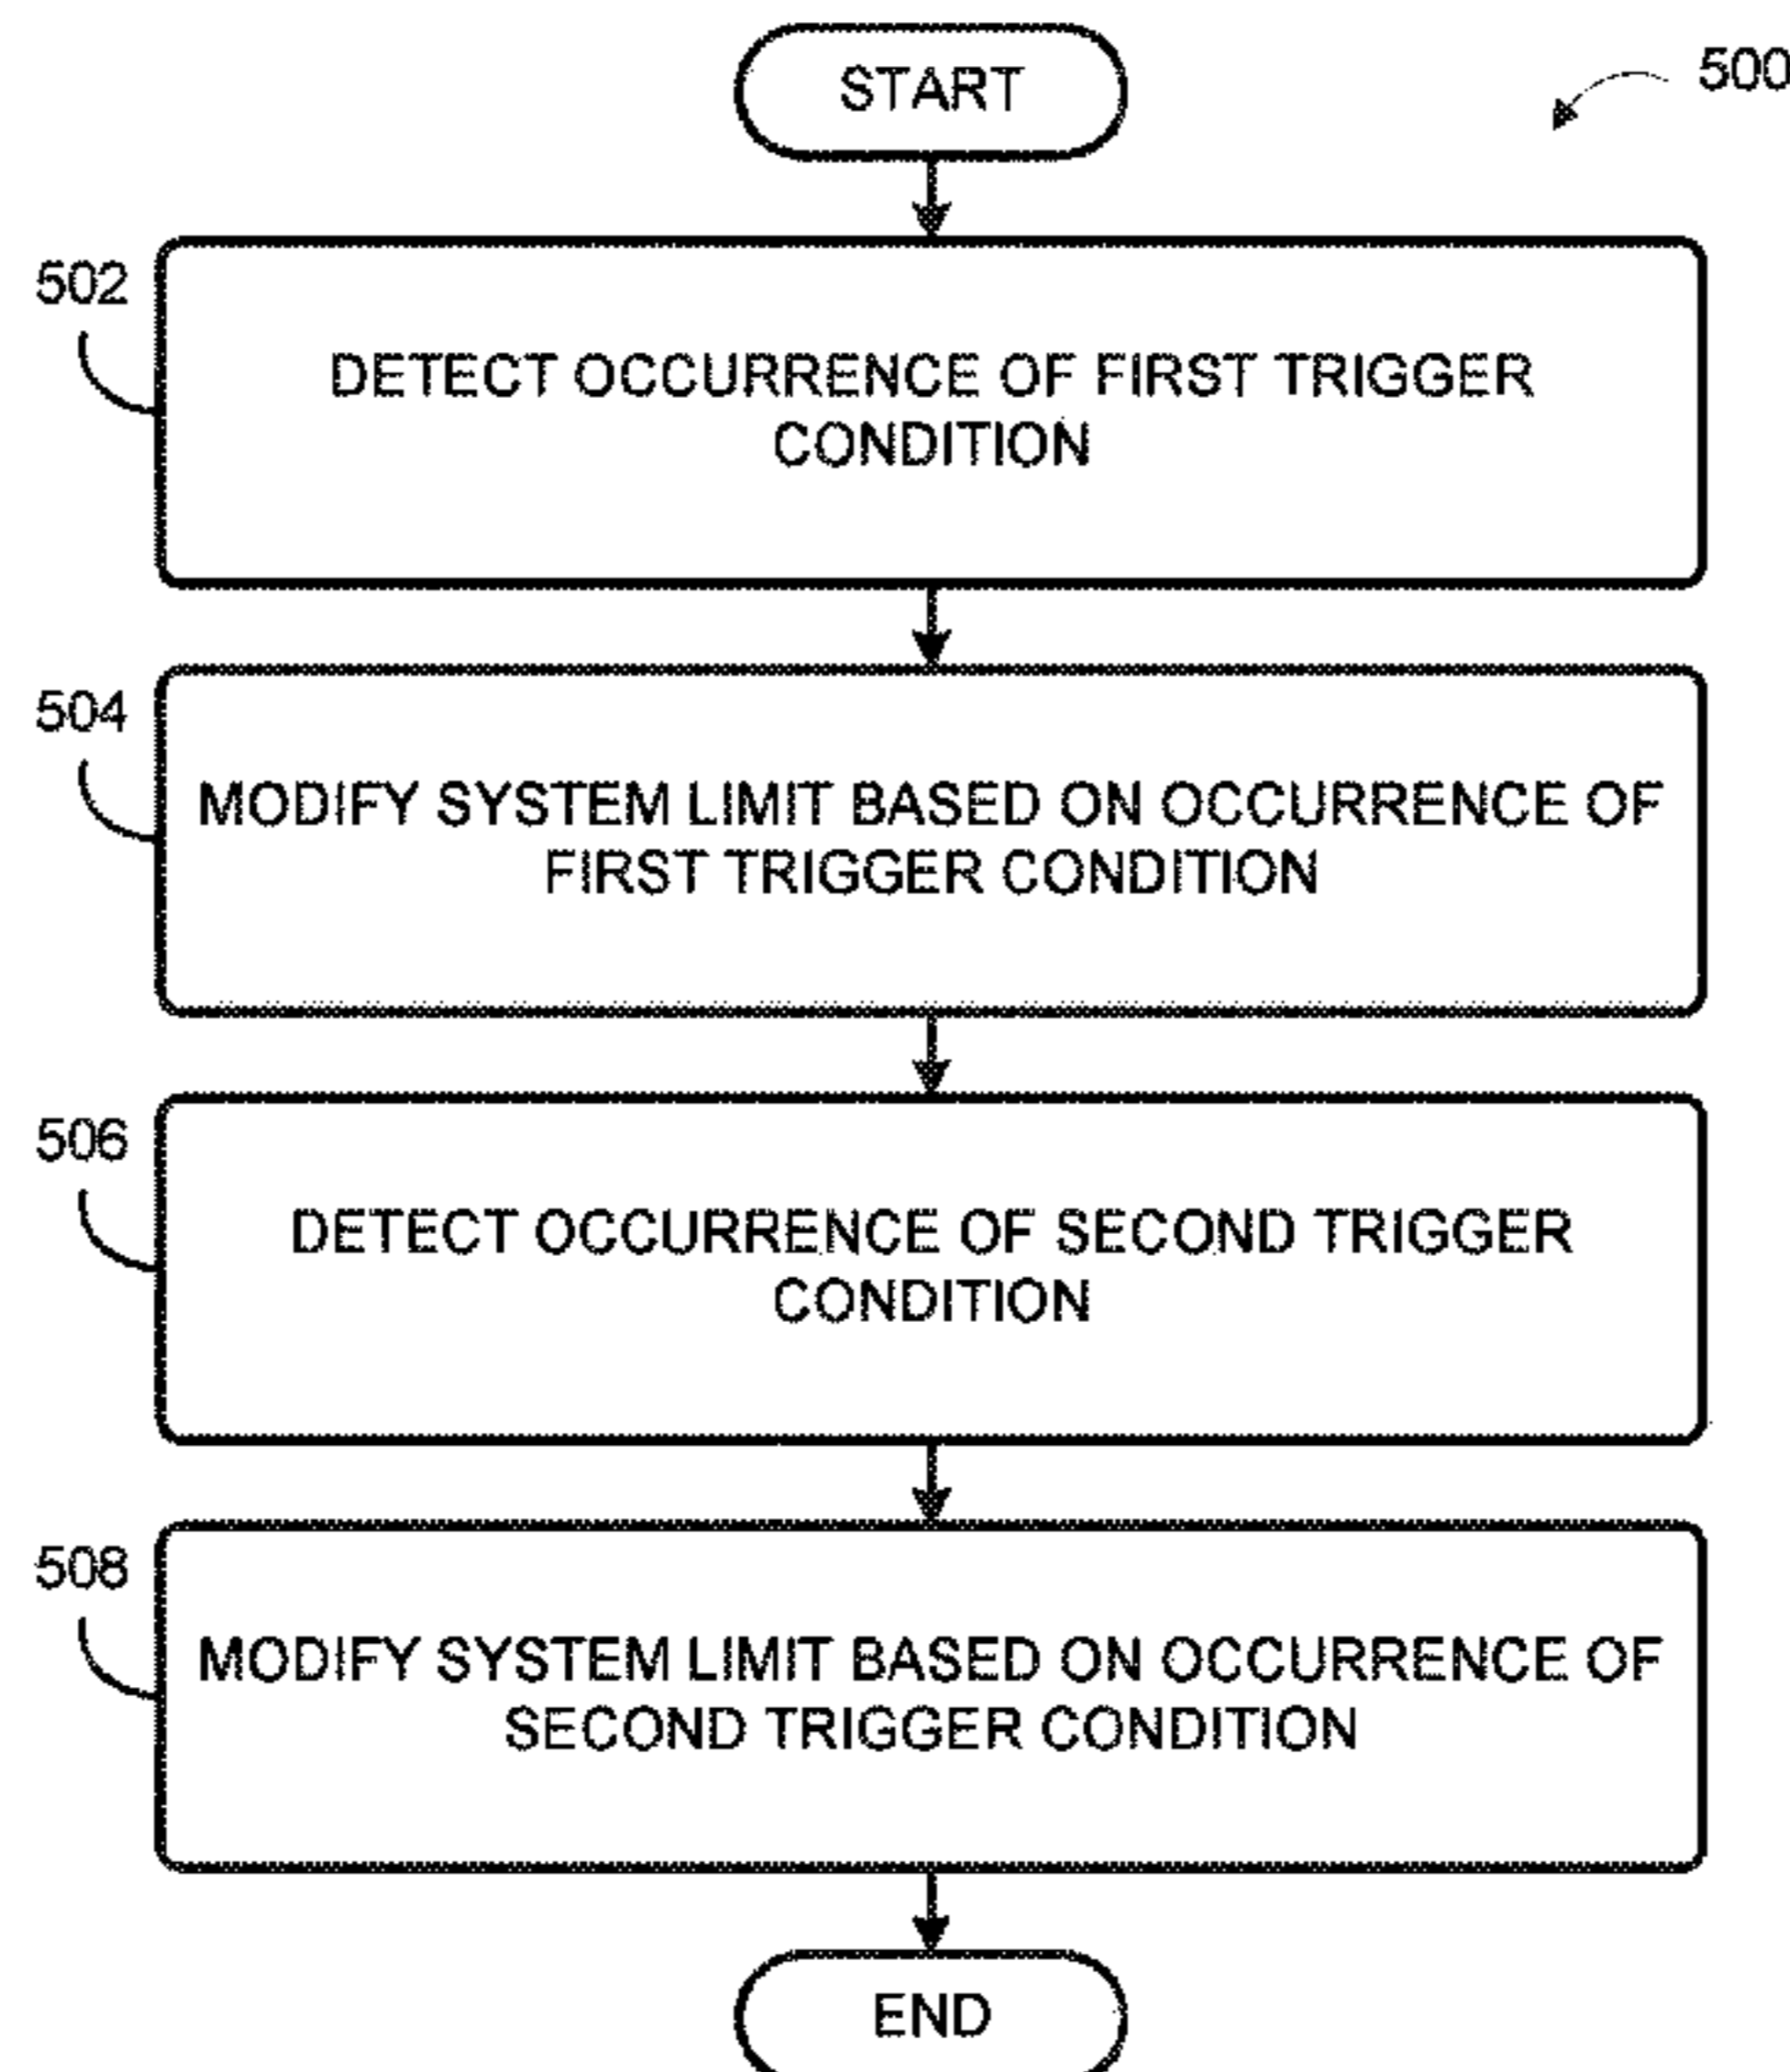 START
500
502
DETECT OCCURRENCE OF FIRST TRIGGER
CONDITION
504
MODIFY SYSTEM LIMIT BASED ON OCCURRENCE OF
FIRST TRIGGER CONDITION
506
DETECT OCCURRENCE OF SECOND TRIGGER
CONDITION
508
MODIFY SYSTEM LIMIT BASED ON OCCURRENCE OF
SECOND TRIGGER CONDITION
END